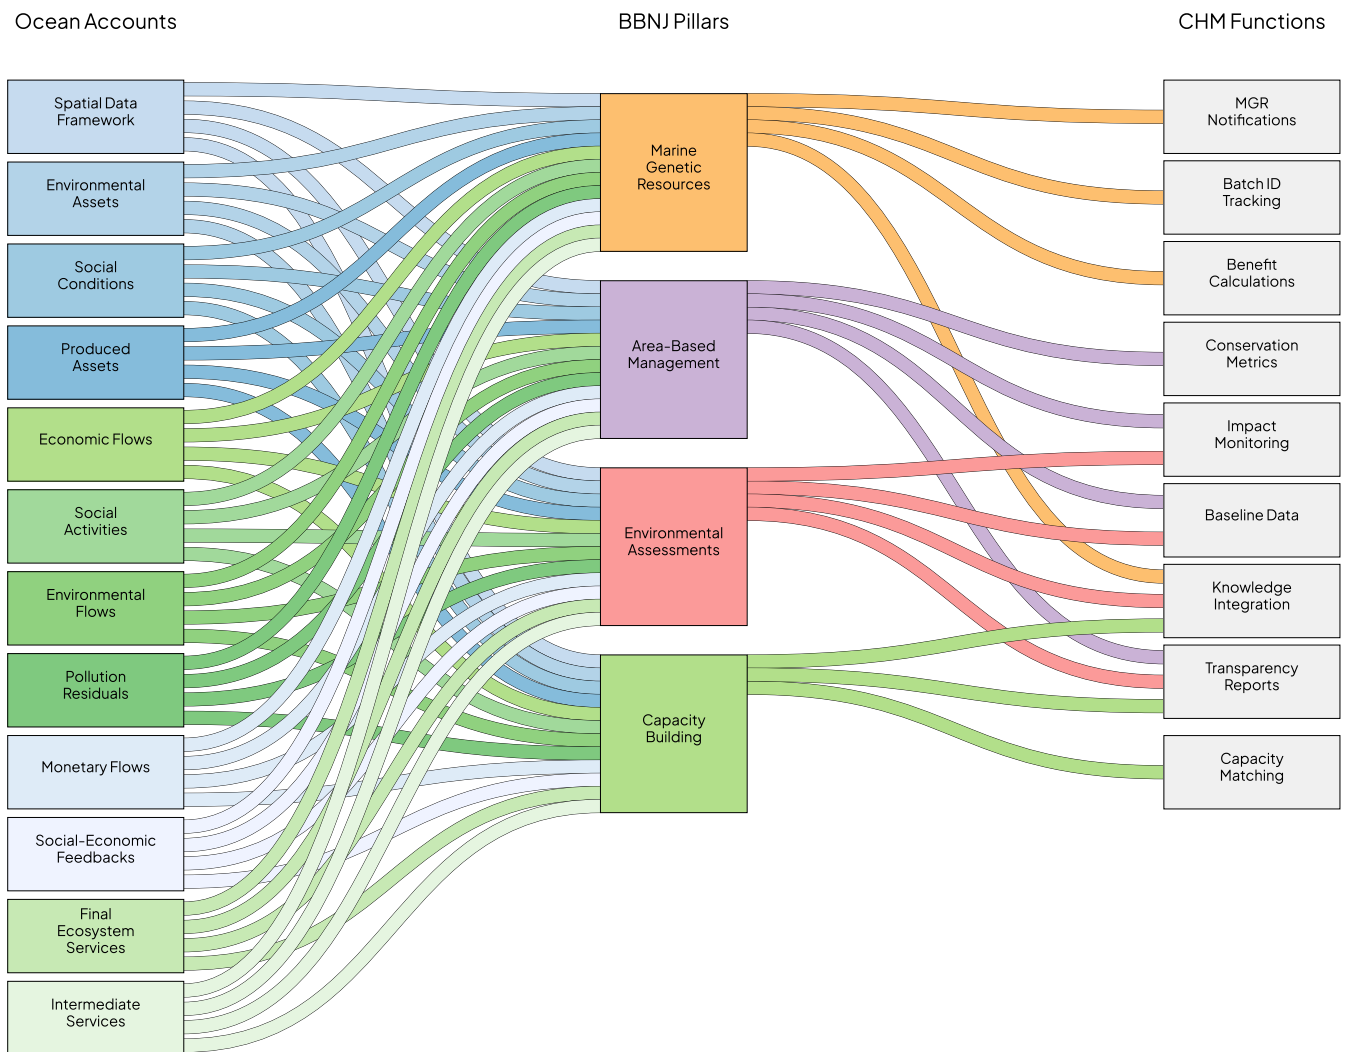 Ocean Accounts
BBNJ Pillars
CHM Functions
Spatial Data
Framework
Environmental
Assets
Social
Conditions
Produced
Assets
Economic Flows
Social
Activities
Environmental
Flows
Pollution
Residuals
Monetary Flows
Social-Economic
Feedbacks
Final
Ecosystem
Services
Intermediate
Services
Marine
Genetic
Resources
Area-Based
Management
Environmental
Assessments
Capacity
Building
MGR
Notifications
Batch ID
Tracking
Benefit
Calculations
Conservation
Metrics
Impact
Monitoring
Baseline Data
Knowledge
Integration
Transparency
Reports
Capacity
Matching